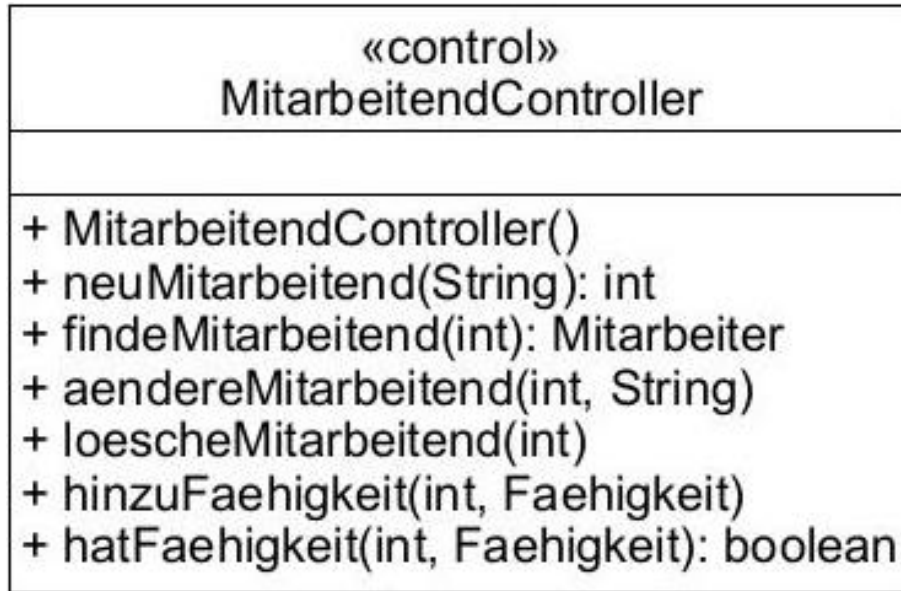 «control»
MitarbeitendController
+ MitarbeitendController()
+ neuMitarbeitend(String): int
+ findeMitarbeitend(int): Mitarbeiter
+ aendereMitarbeitend(int, String)
+ loescheMitarbeitend(int)
+ hinzuFaehigkeit(int, Faehigkeit)
+ hatFaehigkeit(int, Faehigkeit): boolean